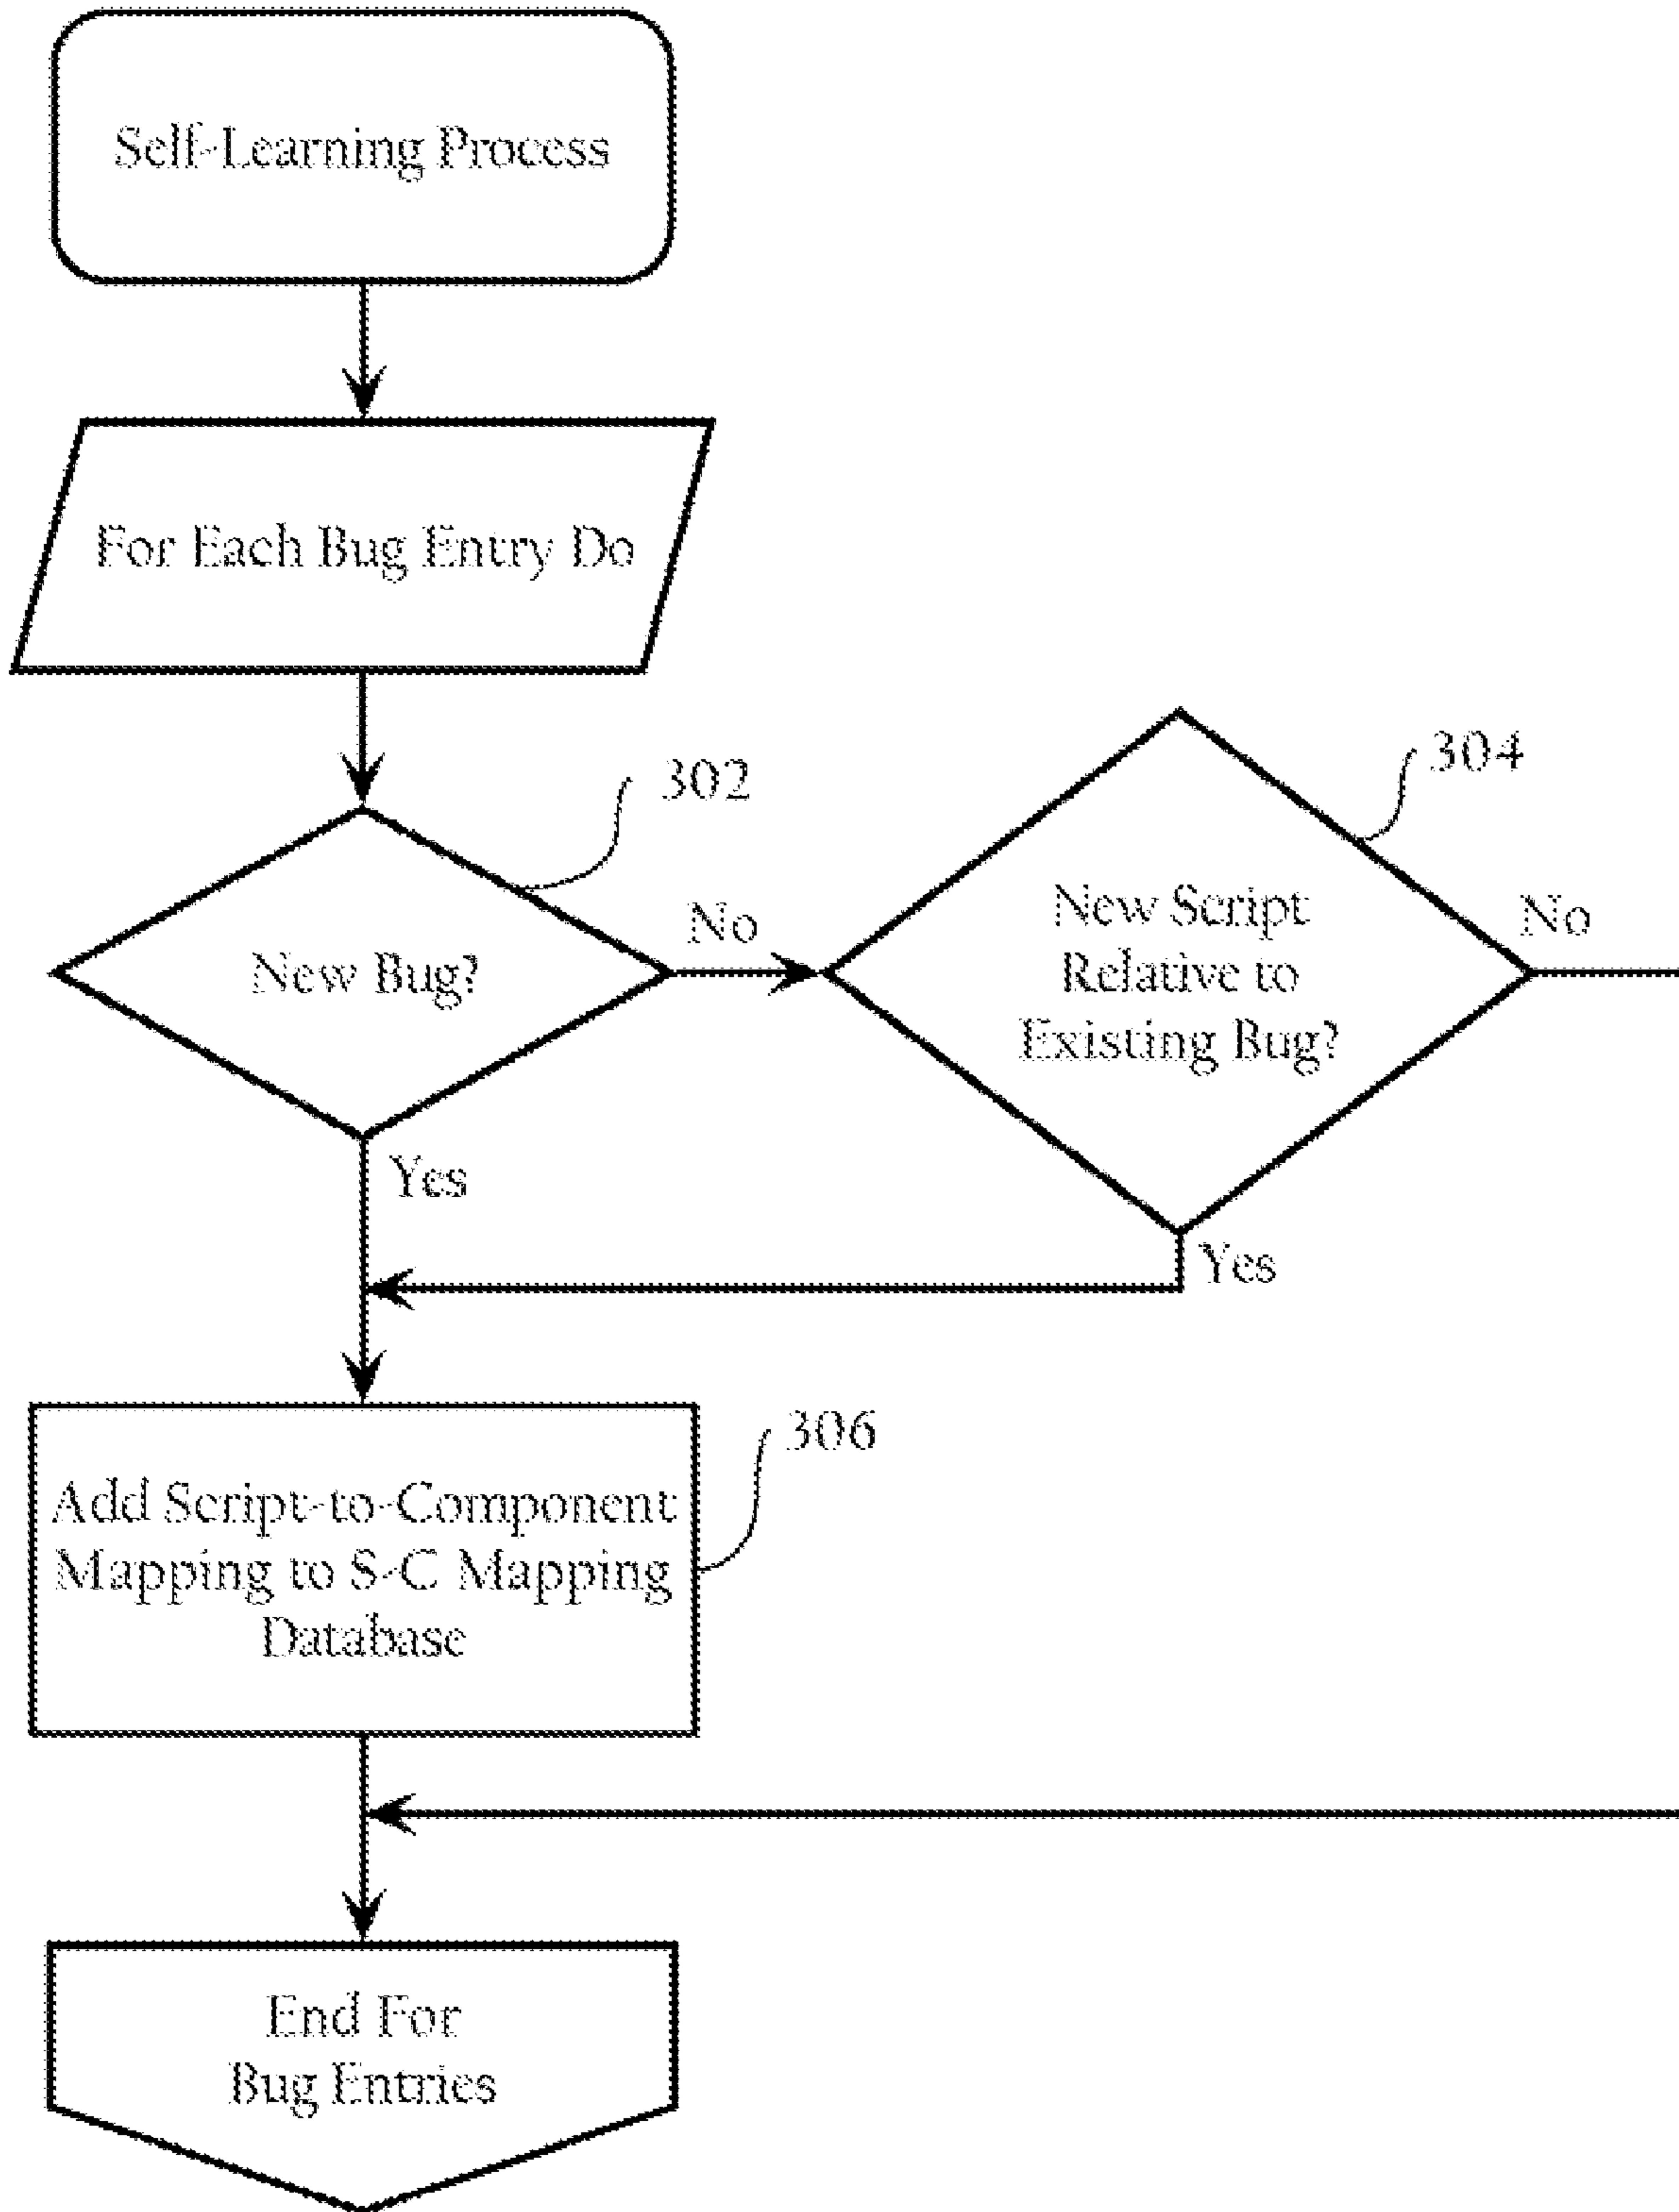 Self-Learning Process
For Each Bug Entry Do
302
304
New Bug?
No
New Script
Relative to
Existing Bug?
No
Yes
Yes
306
Add Script-to-Component
Mapping to S-C Mapping
Database
End For
Bug Entries